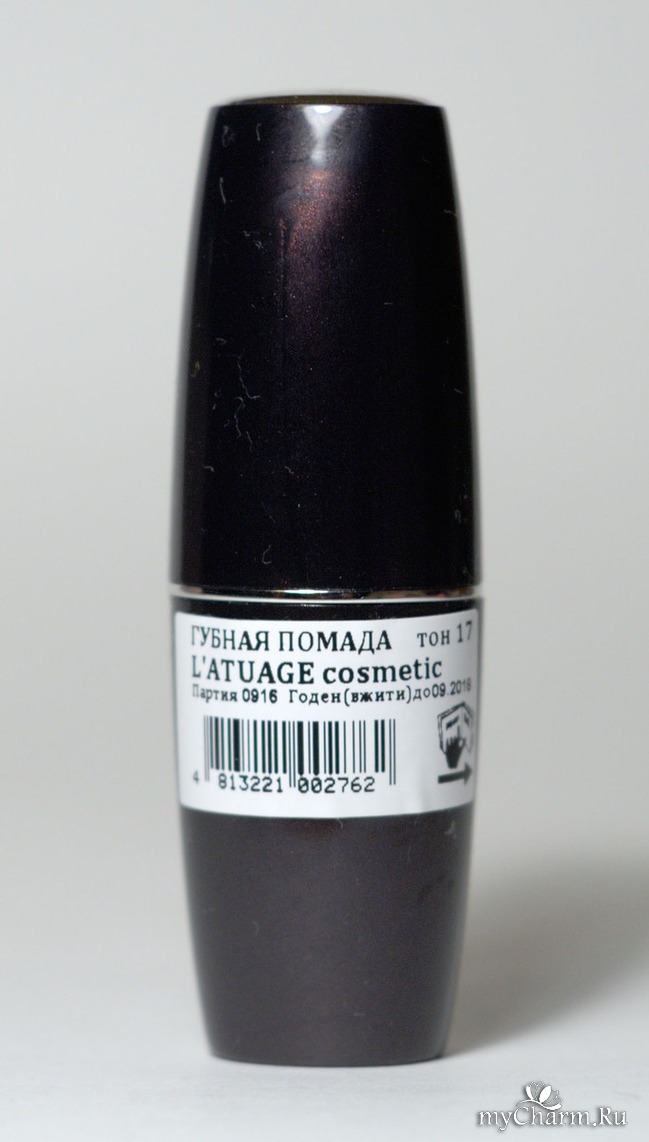 ГУБНАЯ ПОМАДА тон 17
L'ATUAGE cosmetic
Партия 0916 Годен(вжити)до09.2018
4 813221 002762
myCharm.Ru